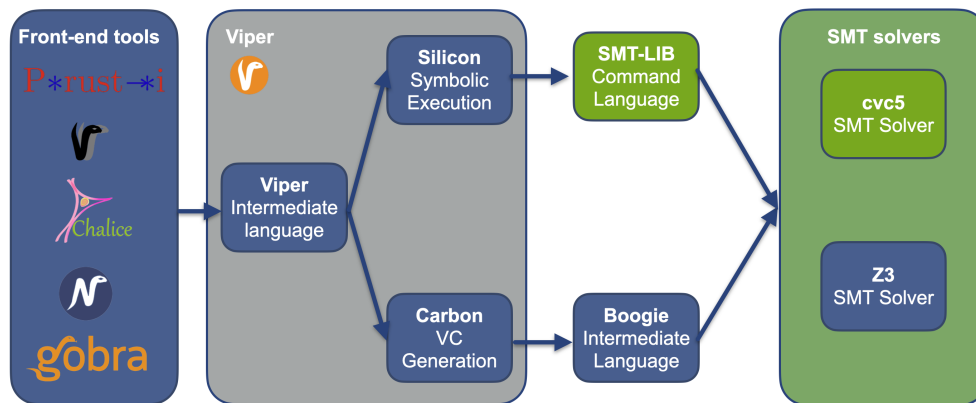 Front-end tools
P*rust→*i
Chalice
gobra
Viper
Viper
Intermediate
language
Silicon
Symbolic
Execution
Carbon
VC
Generation
SMT-LIB
Command
Language
Boogie
Intermediate
Language
SMT solvers
cvc5
SMT Solver
Z3
SMT Solver